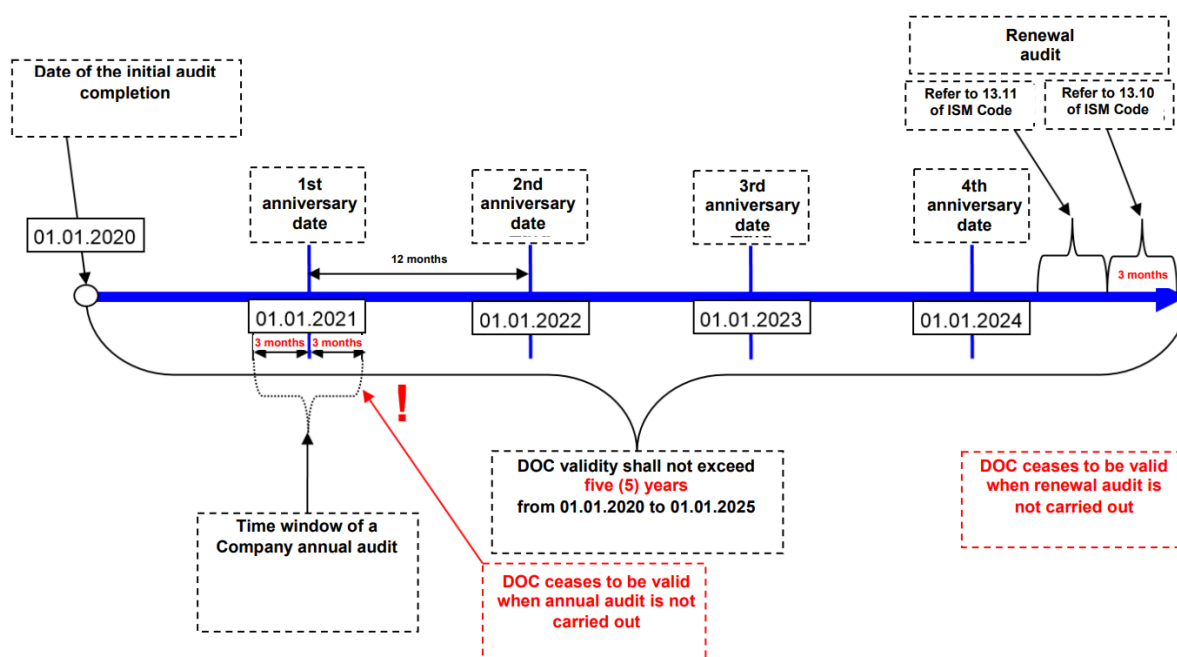 Date of the initial audit
completion
Renewal
audit
Refer to 13.11
of ISM Code
Refer to 13.10
of ISM Code
1st
anniversary
date
2nd
anniversary
date
3rd
anniversary
date
4th
anniversary
date
01.01.2020
12 months
3 months
01.01.2021
01.01.2022
01.01.2023
01.01.2024
3 months
3 months
!
DOC validity shall not exceed
five (5) years
from 01.01.2020 to 01.01.2025
DOC ceases to be valid
when renewal audit is
not carried out
Time window of a
Company annual audit
DOC ceases to be valid
when annual audit is not
carried out